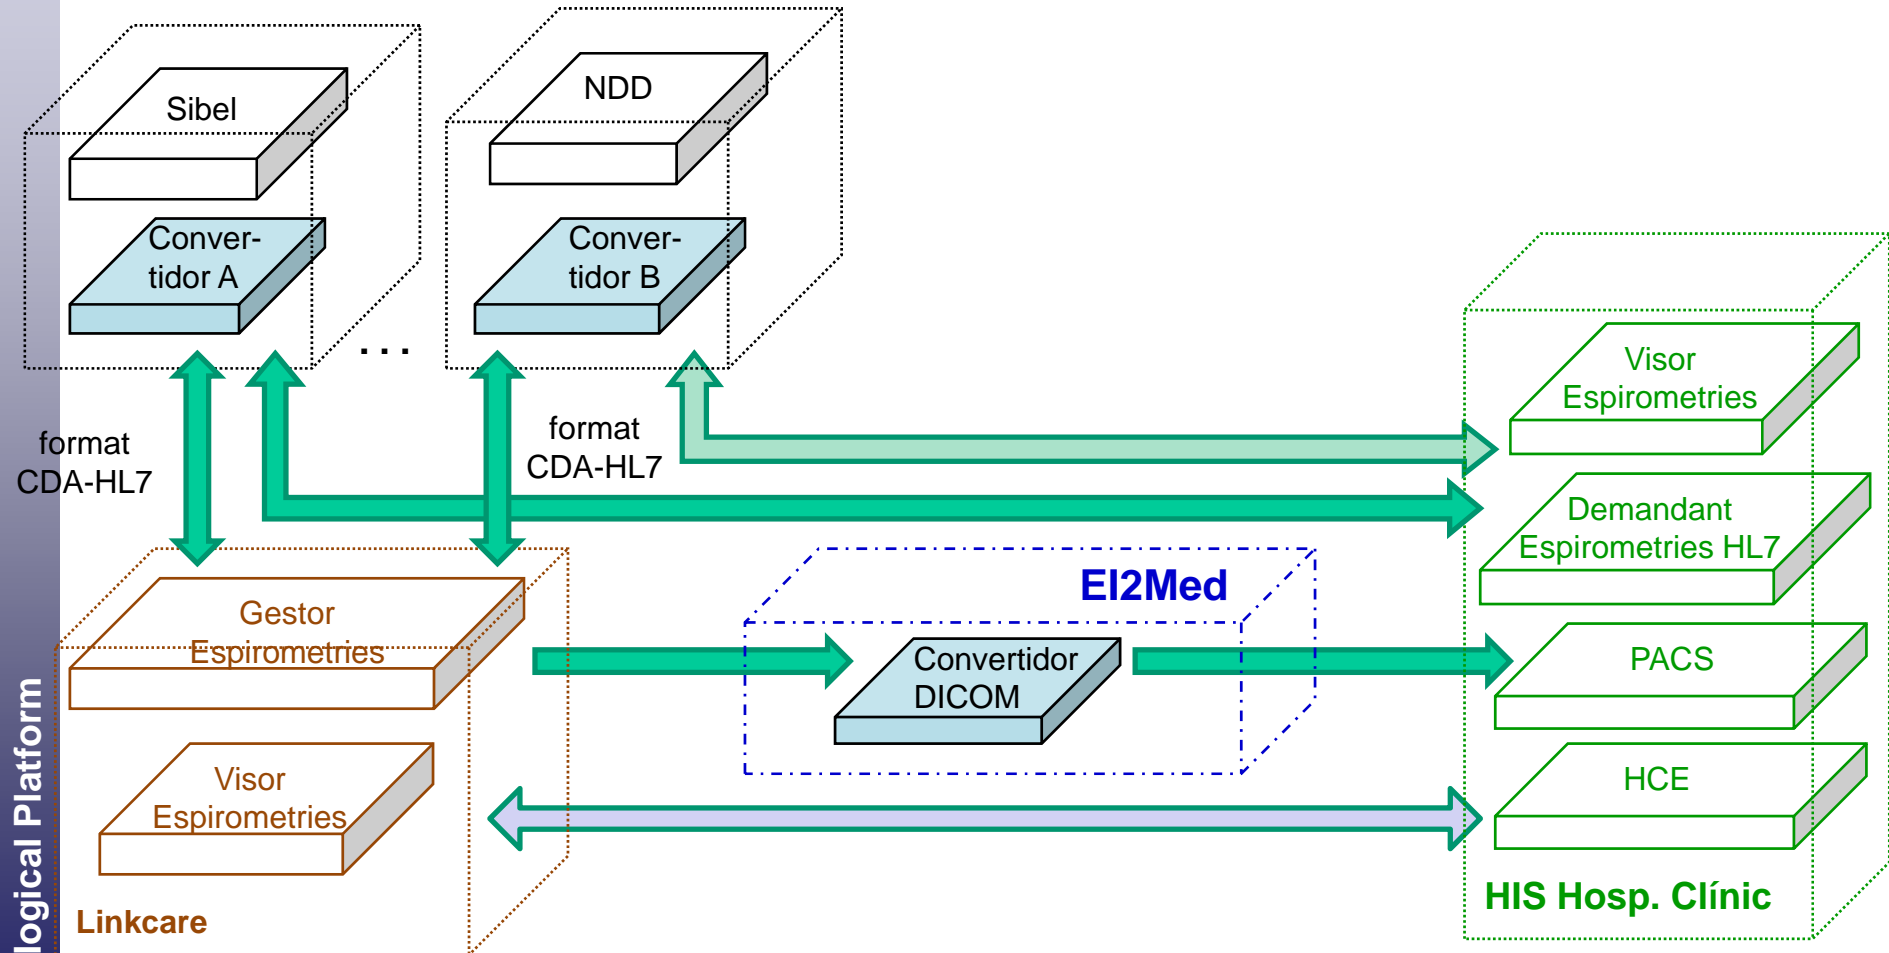 Sibel
NDD
Conver-
tidor A
Conver-
tidor B
. . .
format
CDA-HL7
format
CDA-HL7
Visor
Espirometries
Demandant
Espirometries HL7
PACS
HCE
HIS Hosp. Clínic
EI2Med
Convertidor
DICOM
Gestor
Espirometries
Visor
Espirometries
Linkcare
logical Platform